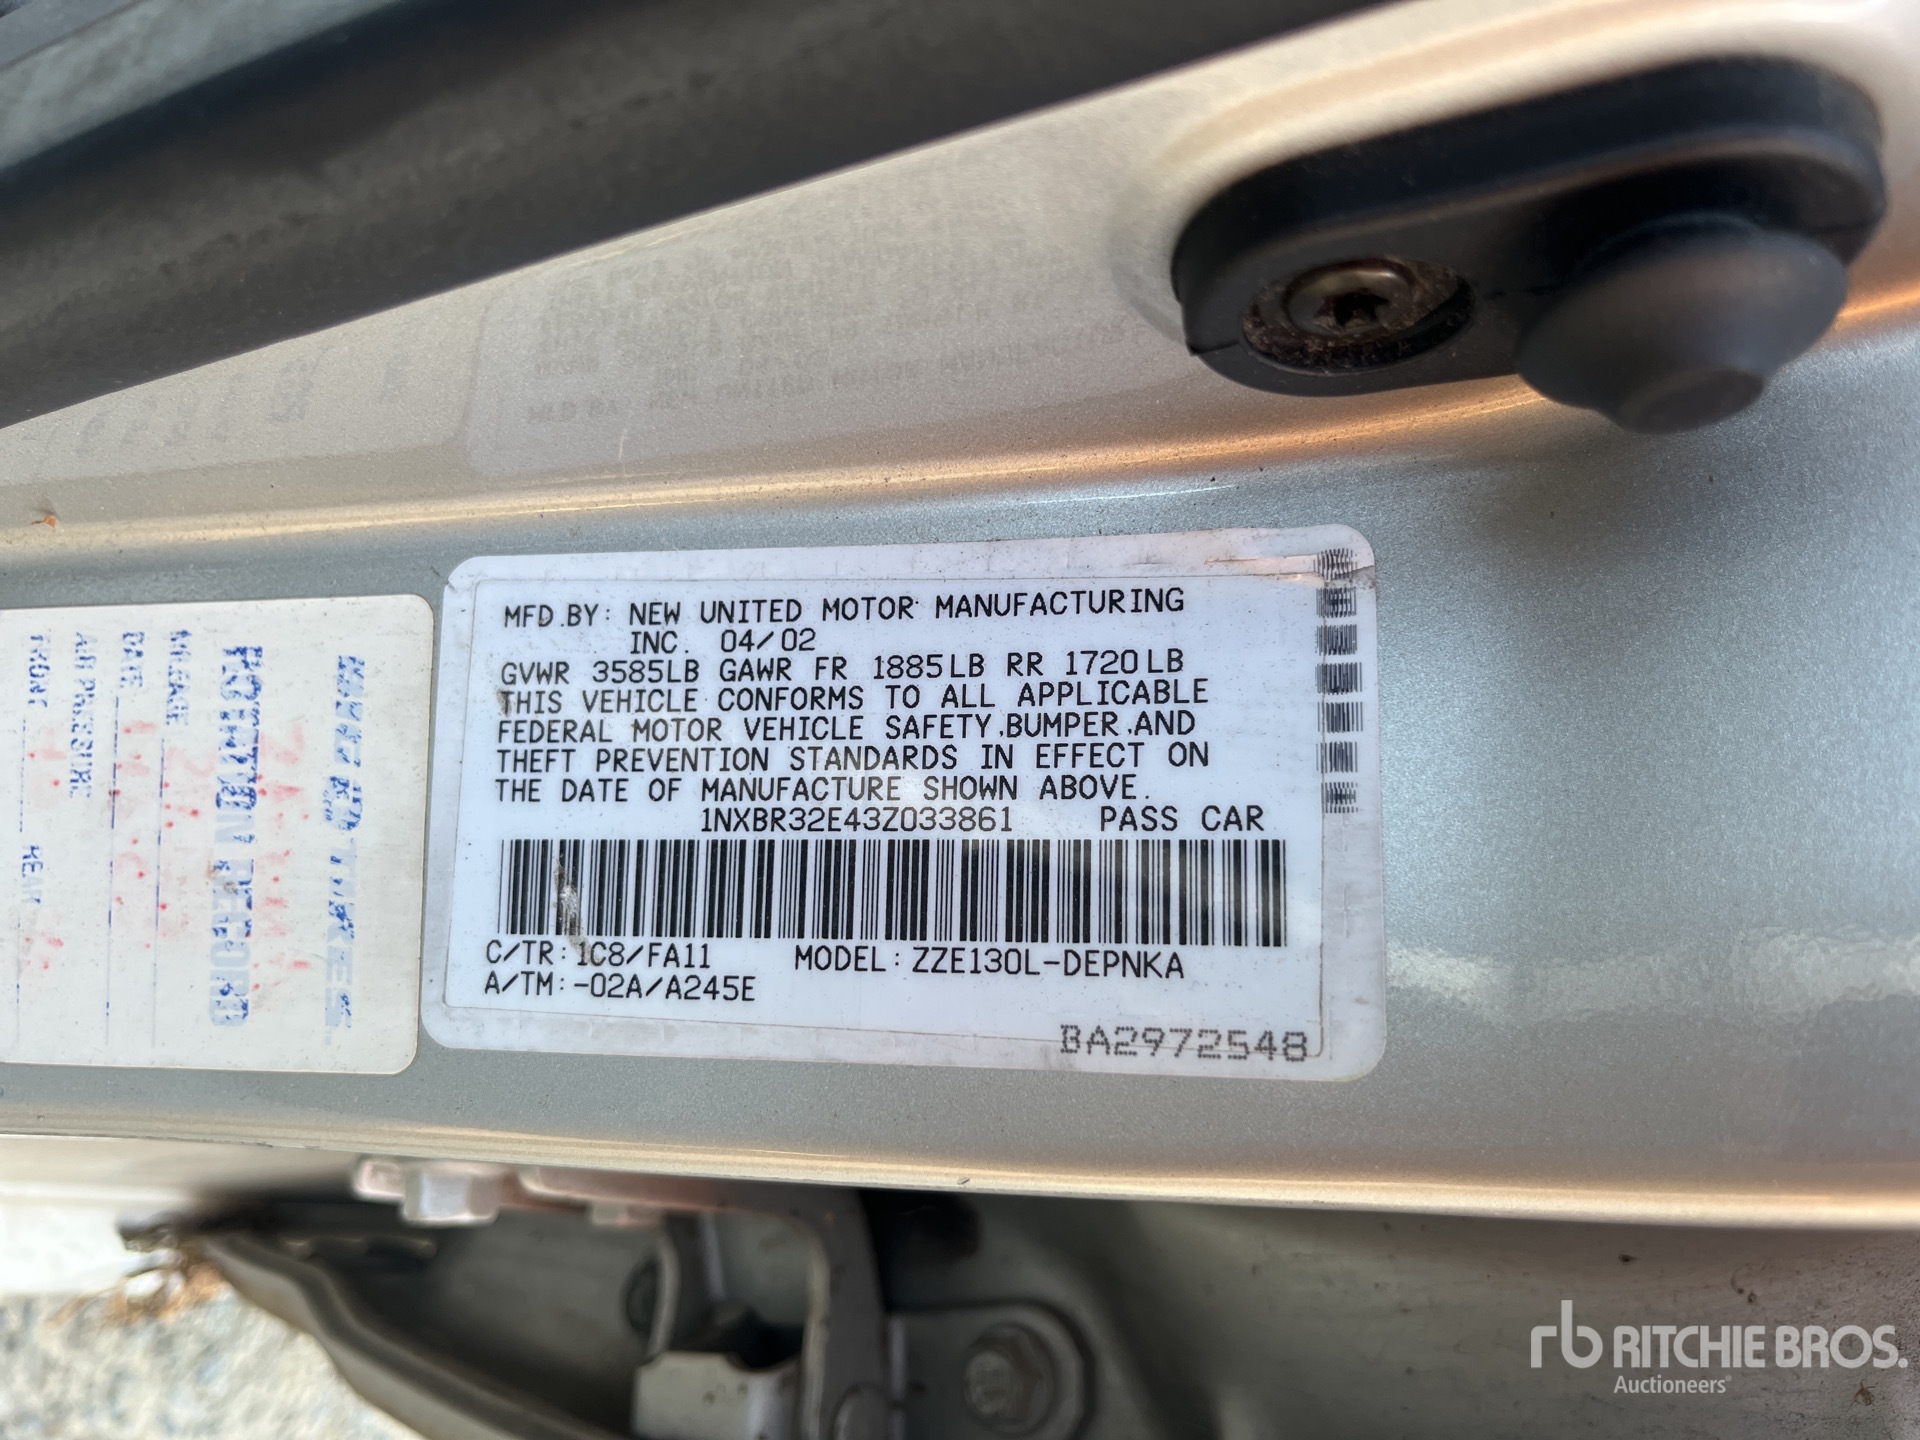 MFD.BY: NEW UNITED MOTOR MANUFACTURING
INC. 04/02
GVWR 3585LB GAWR FR 1885LB RR 1720LB
THIS VEHICLE CONFORMS TO ALL APPLICABLE
FEDERAL MOTOR VEHICLE SAFETY,BUMPER,AND
THEFT PREVENTION STANDARDS IN EFFECT ON
THE DATE OF MANUFACTURE SHOWN ABOVE.
1NXBR32E43Z033861 PASS CAR
C/TR: 1C8/FA11 MODEL: ZZE130L-DEPNKA
A/TM: -02A/A245E
BA2972548
MILEAGE
DATE
AIR PRESSURE
FRONT REAR
rb RITCHIE BROS.
Auctioneers